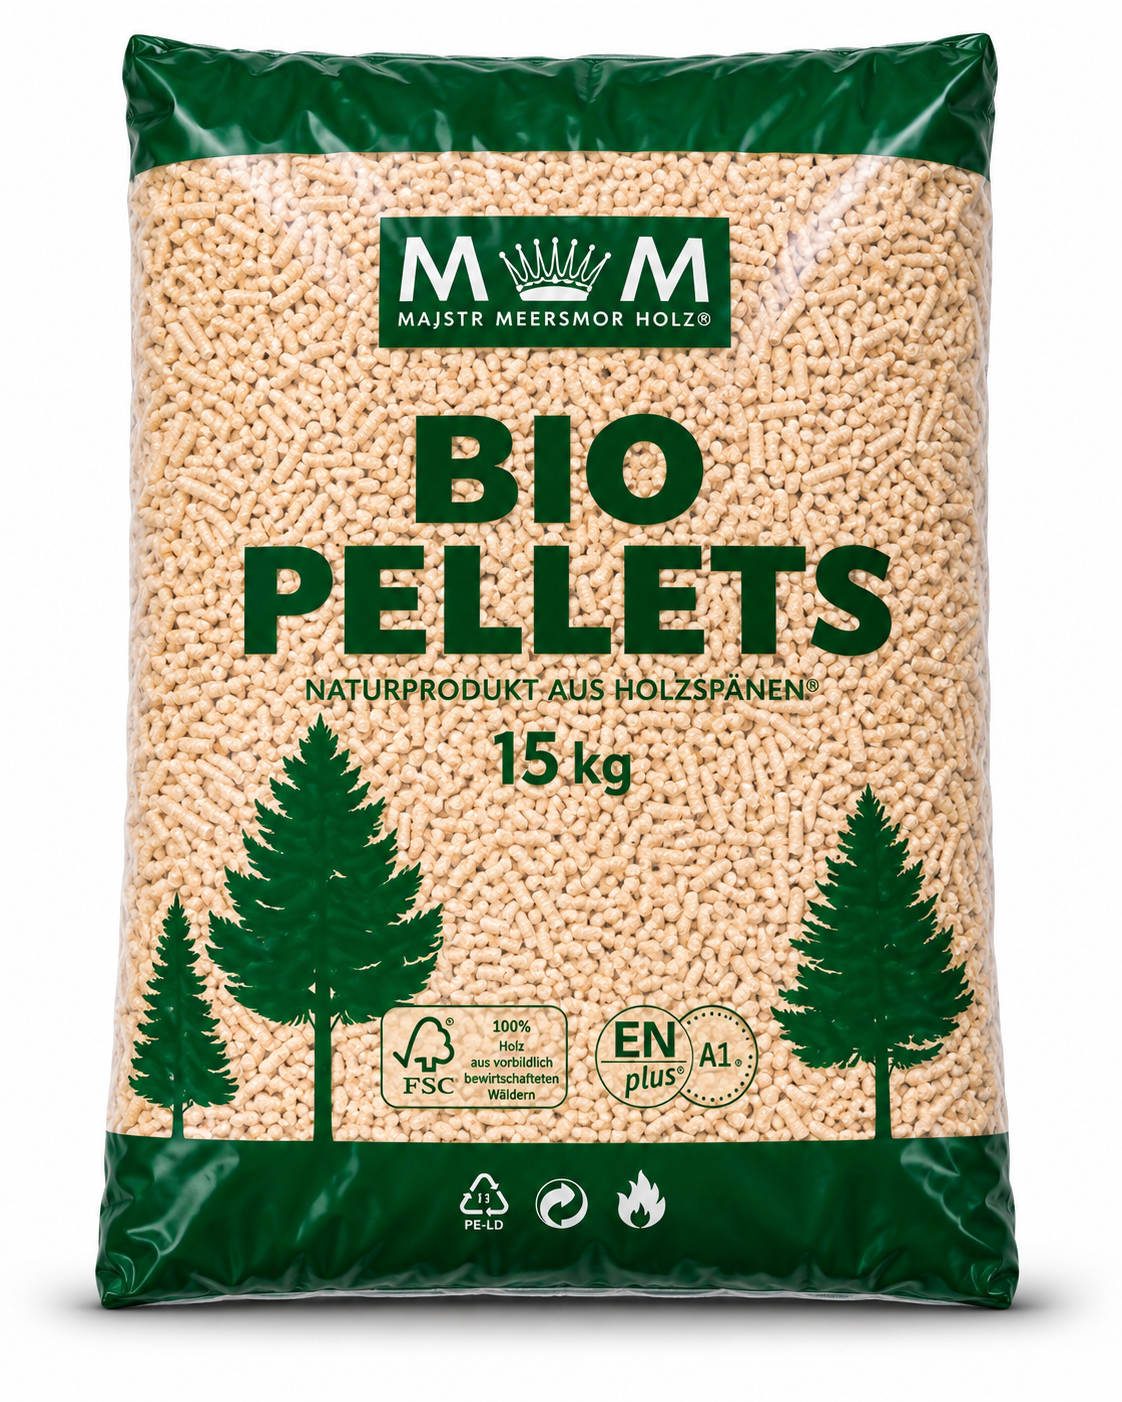 M M
MAJSTR MEERSMOR HOLZ®
BIO
PELLETS
NATURPRODUKT AUS HOLZSPÄNEN®
15 kg
FSC®
100%
Holz
aus vorbildlich
bewirtschafteten
Wäldern
EN
plus®
A1®
13
PE-LD